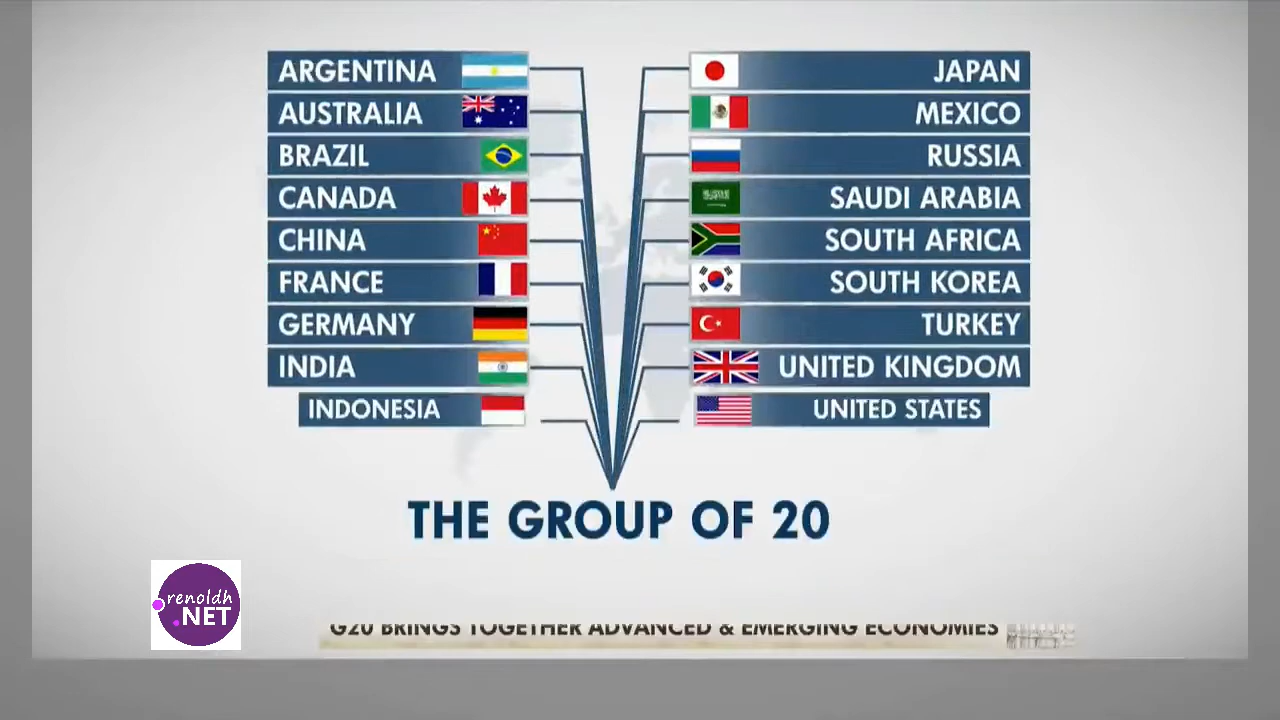 ARGENTINA
AUSTRALIA
BRAZIL
CANADA
CHINA
FRANCE
GERMANY
INDIA
INDONESIA
JAPAN
MEXICO
RUSSIA
SAUDI ARABIA
SOUTH AFRICA
SOUTH KOREA
TURKEY
UNITED KINGDOM
UNITED STATES
THE GROUP OF 20
renoldh
.NET
G20 BRINGS TOGETHER ADVANCED & EMERGING ECONOMIES